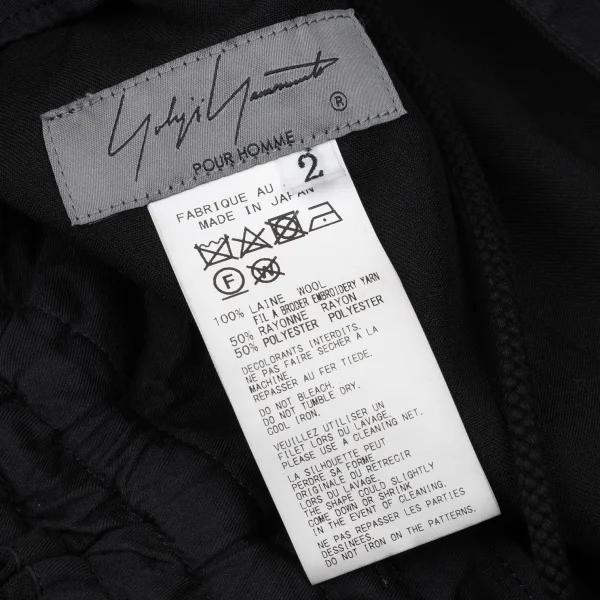 Yohji Yamamoto
®
POUR HOMME
2
FABRIQUE AU
MADE IN JAPAN
F
W
100% LAINE WOOL
FIL A BRODER EMBROIDERY YARN
50% RAYONNE RAYON
50% POLYESTER POLYESTER
DECOLORANTS INTERDITS.
NE PAS FAIRE SECHER A LA
MACHINE.
REPASSER AU FER TIEDE.
DO NOT BLEACH.
DO NOT TUMBLE DRY.
COOL IRON.
VEUILLEZ UTILISER UN
FILET LORS DU LAVAGE.
PLEASE USE A CLEANING NET.
LA SILHOUETTE PEUT
PERDRE SA FORME
ORIGINALE OU RETRECIR
LORS DU LAVAGE.
THE SHAPE COULD SLIGHTLY
COME DOWN OR SHRINK
IN THE EVENT OF CLEANING.
NE PAS REPASSER LES PARTIES
DESSINEES.
DO NOT IRON ON THE PATTERNS.